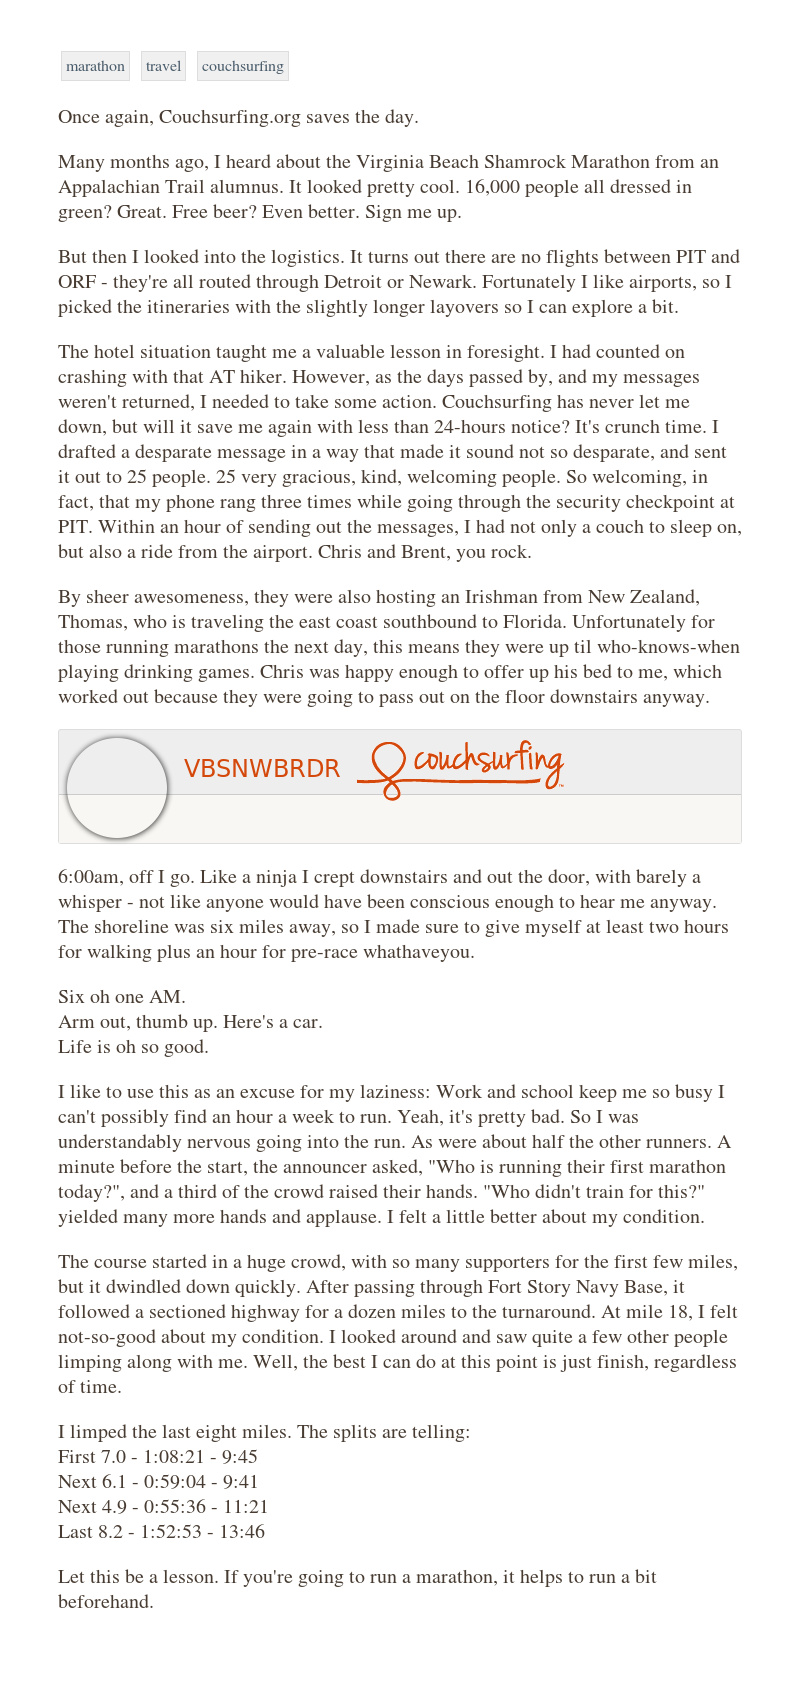 marathon travel couchsurfing
Once again, Couchsurfing.org saves the day.
Many months ago, I heard about the Virginia Beach Shamrock Marathon from an
Appalachian Trail alumnus. It looked pretty cool. 16,000 people all dressed in
green? Great. Free beer? Even better. Sign me up.
But then I looked into the logistics. It turns out there are no flights between PIT and
ORF - they're all routed through Detroit or Newark. Fortunately I like airports, so I
picked the itineraries with the slightly longer layovers so I can explore a bit.
The hotel situation taught me a valuable lesson in foresight. I had counted on
crashing with that AT hiker. However, as the days passed by, and my messages
weren't returned, I needed to take some action. Couchsurfing has never let me
down, but will it save me again with less than 24-hours notice? It's crunch time. I
drafted a desparate message in a way that made it sound not so desparate, and sent
it out to 25 people. 25 very gracious, kind, welcoming people. So welcoming, in
fact, that my phone rang three times while going through the security checkpoint at
PIT. Within an hour of sending out the messages, I had not only a couch to sleep on,
but also a ride from the airport. Chris and Brent, you rock.
By sheer awesomeness, they were also hosting an Irishman from New Zealand,
Thomas, who is traveling the east coast southbound to Florida. Unfortunately for
those running marathons the next day, this means they were up til who-knows-when
playing drinking games. Chris was happy enough to offer up his bed to me, which
worked out because they were going to pass out on the floor downstairs anyway.
VBSNWBRDR couchsurfing™
6:00am, off I go. Like a ninja I crept downstairs and out the door, with barely a
whisper - not like anyone would have been conscious enough to hear me anyway.
The shoreline was six miles away, so I made sure to give myself at least two hours
for walking plus an hour for pre-race whathaveyou.
Six oh one AM.
Arm out, thumb up. Here's a car.
Life is oh so good.
I like to use this as an excuse for my laziness: Work and school keep me so busy I
can't possibly find an hour a week to run. Yeah, it's pretty bad. So I was
understandably nervous going into the run. As were about half the other runners. A
minute before the start, the announcer asked, "Who is running their first marathon
today?", and a third of the crowd raised their hands. "Who didn't train for this?"
yielded many more hands and applause. I felt a little better about my condition.
The course started in a huge crowd, with so many supporters for the first few miles,
but it dwindled down quickly. After passing through Fort Story Navy Base, it
followed a sectioned highway for a dozen miles to the turnaround. At mile 18, I felt
not-so-good about my condition. I looked around and saw quite a few other people
limping along with me. Well, the best I can do at this point is just finish, regardless
of time.
I limped the last eight miles. The splits are telling:
First 7.0 - 1:08:21 - 9:45
Next 6.1 - 0:59:04 - 9:41
Next 4.9 - 0:55:36 - 11:21
Last 8.2 - 1:52:53 - 13:46
Let this be a lesson. If you're going to run a marathon, it helps to run a bit
beforehand.